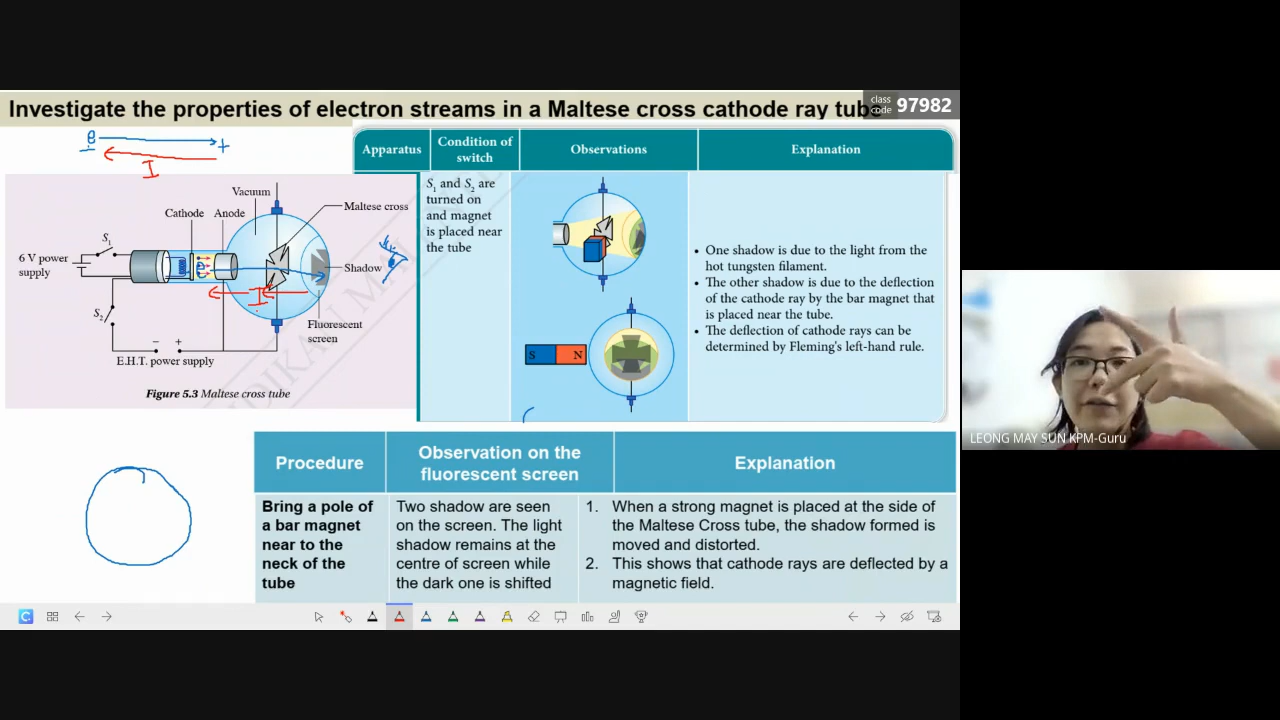 Investigate the properties of electron streams in a Maltese cross cathode ray tube
class code 97982
e
-
+
I
Apparatus
Condition of switch
Observations
Explanation
S1 and S2 are
turned on
and magnet
is placed near
the tube
Vacuum
Cathode
Anode
Maltese cross
S1
6 V power
supply
Shadow
S2
I
Fluorescent
screen
− +
E.H.T. power supply
Figure 5.3 Maltese cross tube
S N
• One shadow is due to the light from the
hot tungsten filament.
• The other shadow is due to the deflection
of the cathode ray by the bar magnet that
is placed near the tube.
• The deflection of cathode rays can be
determined by Fleming's left-hand rule.
LEONG MAY SUN KPM-Guru
Procedure
Observation on the
fluorescent screen
Explanation
Bring a pole of
a bar magnet
near to the
neck of the
tube
Two shadow are seen
on the screen. The light
shadow remains at the
centre of screen while
the dark one is shifted
1. When a strong magnet is placed at the side of
the Maltese Cross tube, the shadow formed is
moved and distorted.
2. This shows that cathode rays are deflected by a
magnetic field.